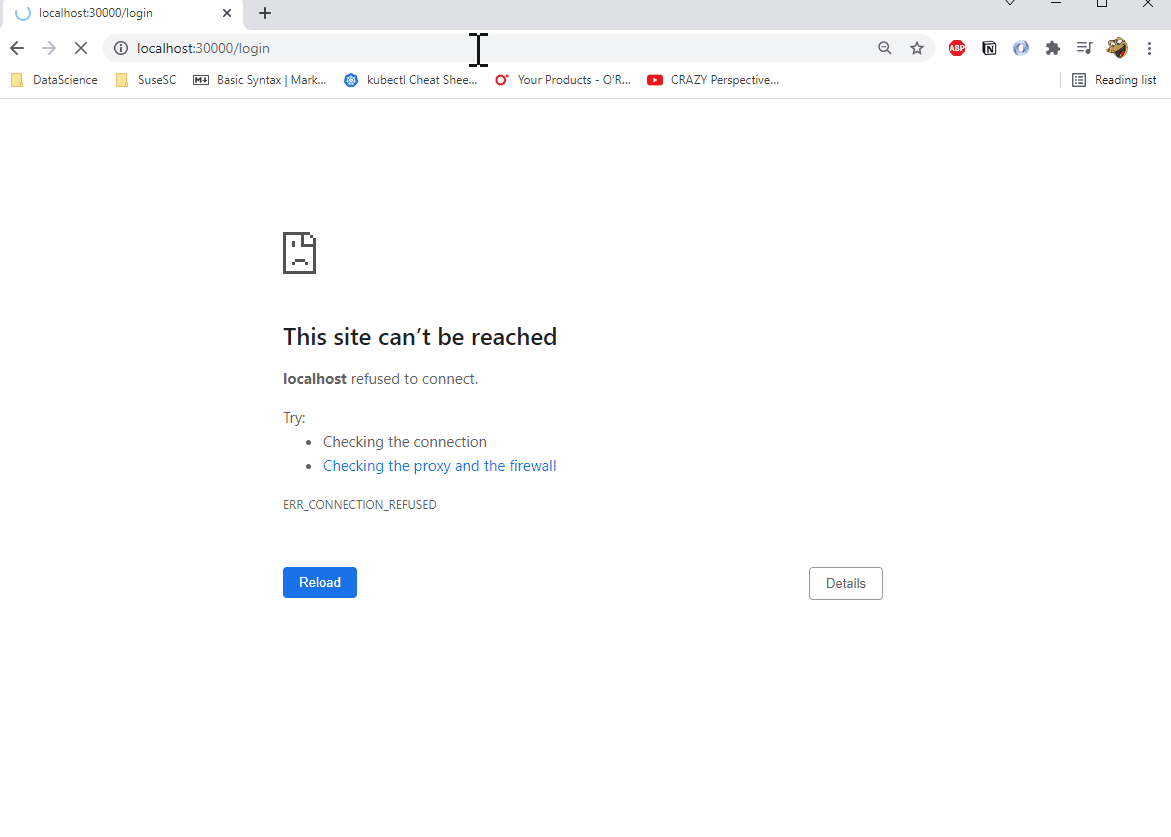 localhost:30000/login
localhost:30000/login
ABP
DataScience SuseSC Basic Syntax | Mark... kubectl Cheat Shee... Your Products - O'R... CRAZY Perspective... Reading list
This site can’t be reached
localhost refused to connect.
Try:
• Checking the connection
• Checking the proxy and the firewall
ERR_CONNECTION_REFUSED
Reload Details